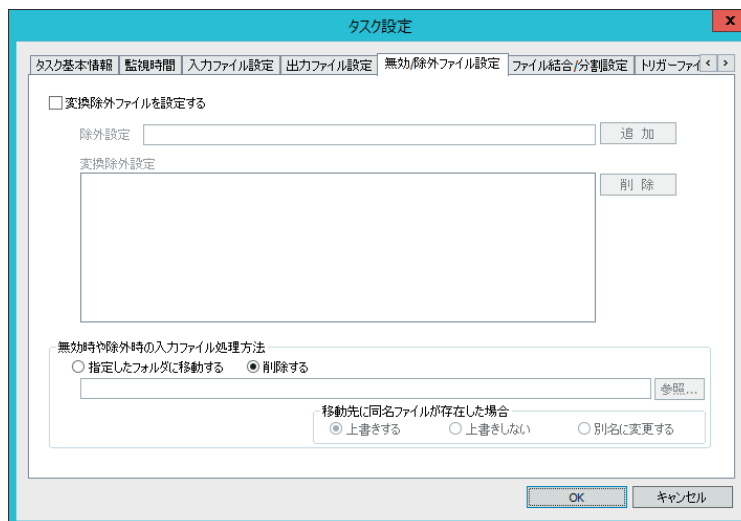 タスク設定
x
タスク基本情報 監視時間 入力ファイル設定 出力ファイル設定 無効/除外ファイル設定 ファイル結合/分割設定 トリガーファイ
変換除外ファイルを設定する
除外設定 追 加
変換除外設定
削 除
無効時や除外時の入力ファイル処理方法
指定したフォルダに移動する 削除する
参照...
移動先に同名ファイルが存在した場合
上書きする 上書きしない 別名に変更する
OK キャンセル